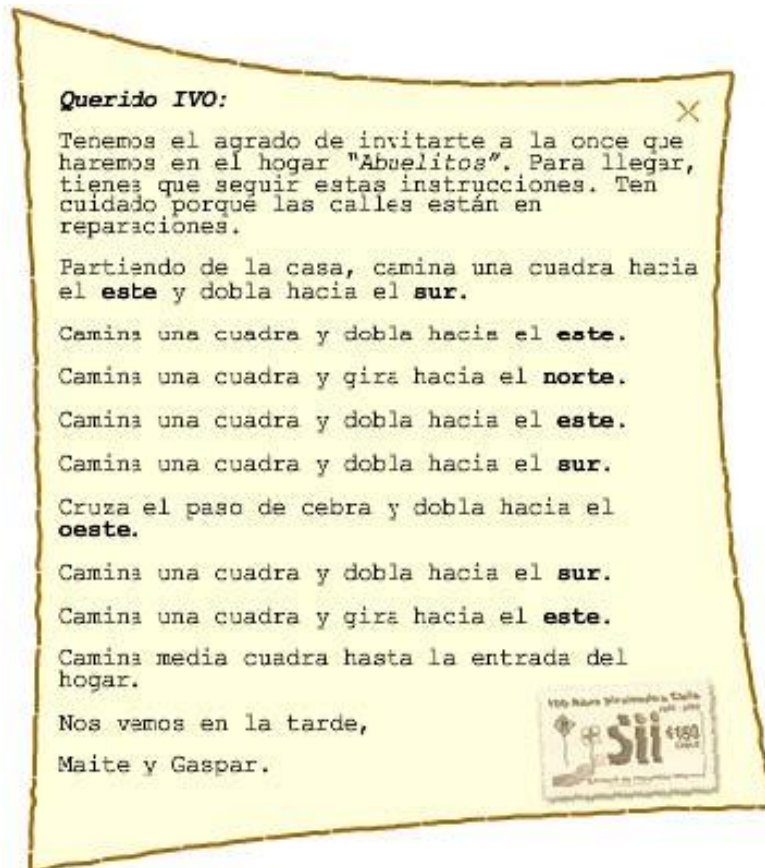 Querido IVO:
Tenemos el agrado de invitarte a la once que
haremos en el hogar "Abuelitos". Para llegar,
tienes que seguir estas instrucciones. Ten
cuidado porque las calles están en
reparaciones.
Partiendo de la casa, camina una cuadra hacia
el este y dobla hacia el sur.
Camina una cuadra y dobla hacia el este.
Camina una cuadra y gira hacia el norte.
Camina una cuadra y dobla hacia el este.
Camina una cuadra y dobla hacia el sur.
Cruza el paso de cebra y dobla hacia el
oeste.
Camina una cuadra y dobla hacia el sur.
Camina una cuadra y gira hacia el este.
Camina media cuadra hasta la entrada del
hogar.
Nos vemos en la tarde,
Maite y Gaspar.
sii